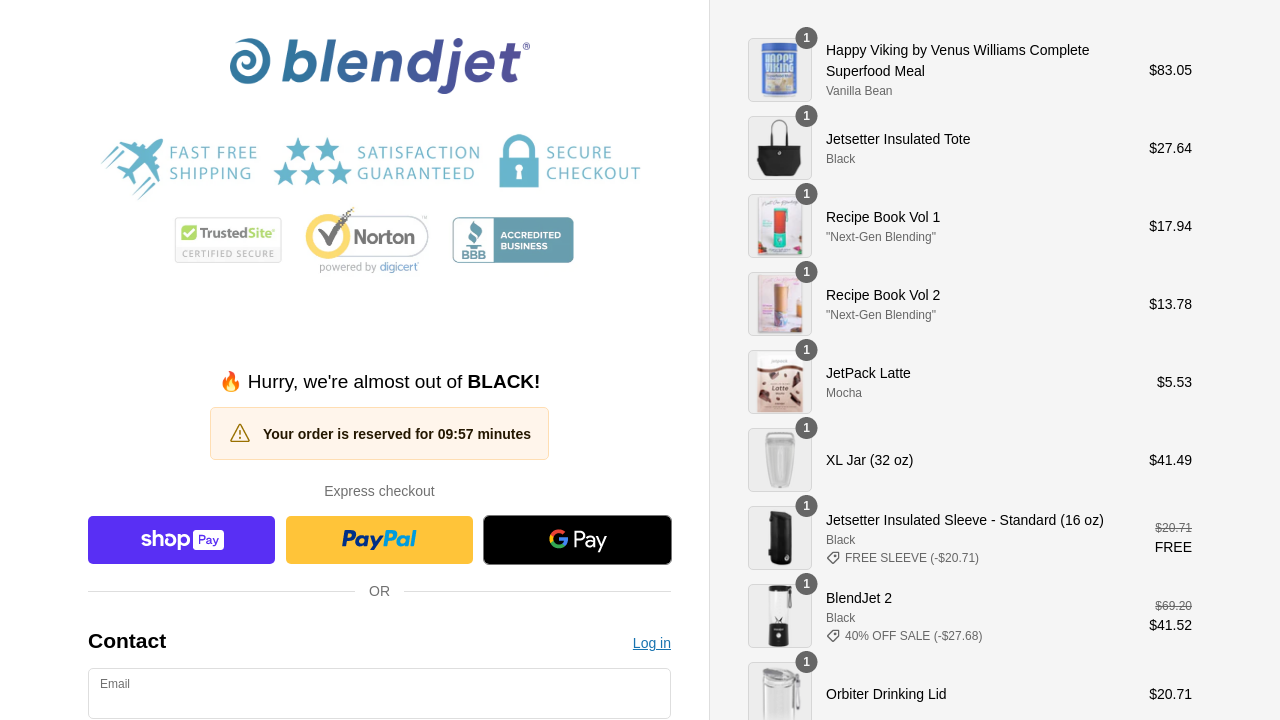 blendjet®
FAST FREE
SHIPPING
SATISFACTION
GUARANTEED
SECURE
CHECKOUT
TrustedSite
CERTIFIED SECURE
Norton
powered by digicert
BBB
ACCREDITED
BUSINESS
🔥 Hurry, we're almost out of BLACK!
Your order is reserved for 09:57 minutes
Express checkout
shop Pay
PayPal
G Pay
OR
Contact
Log in
Email
1
HAPPY
VIKING
Happy Viking by Venus Williams Complete
Superfood Meal
Vanilla Bean
$83.05
1
Jetsetter Insulated Tote
Black
$27.64
1
Recipe Book Vol 1
"Next-Gen Blending"
$17.94
1
Recipe Book Vol 2
"Next-Gen Blending"
$13.78
1
Latte
JetPack Latte
Mocha
$5.53
1
XL Jar (32 oz)
$41.49
1
Jetsetter Insulated Sleeve - Standard (16 oz)
Black
FREE SLEEVE (-$20.71)
$20.71
FREE
1
BlendJet 2
Black
40% OFF SALE (-$27.68)
$69.20
$41.52
1
Orbiter Drinking Lid
$20.71